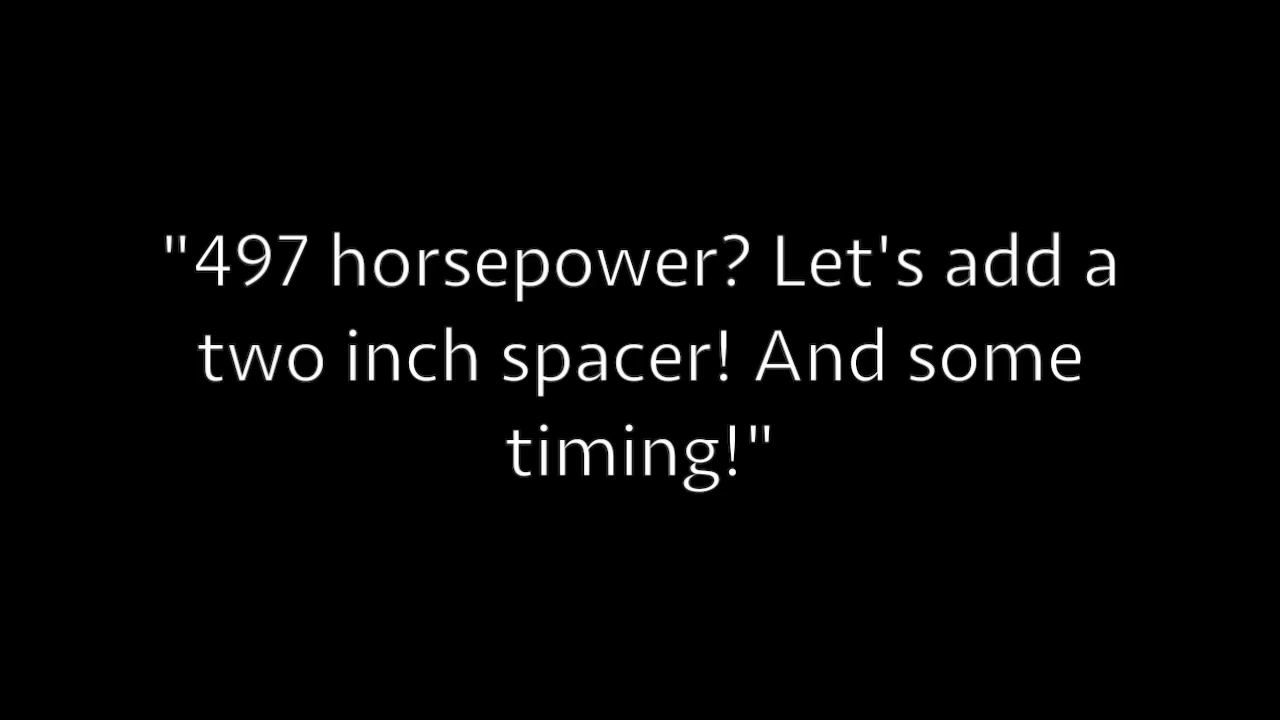 "497 horsepower? Let's add a
two inch spacer! And some
timing!"